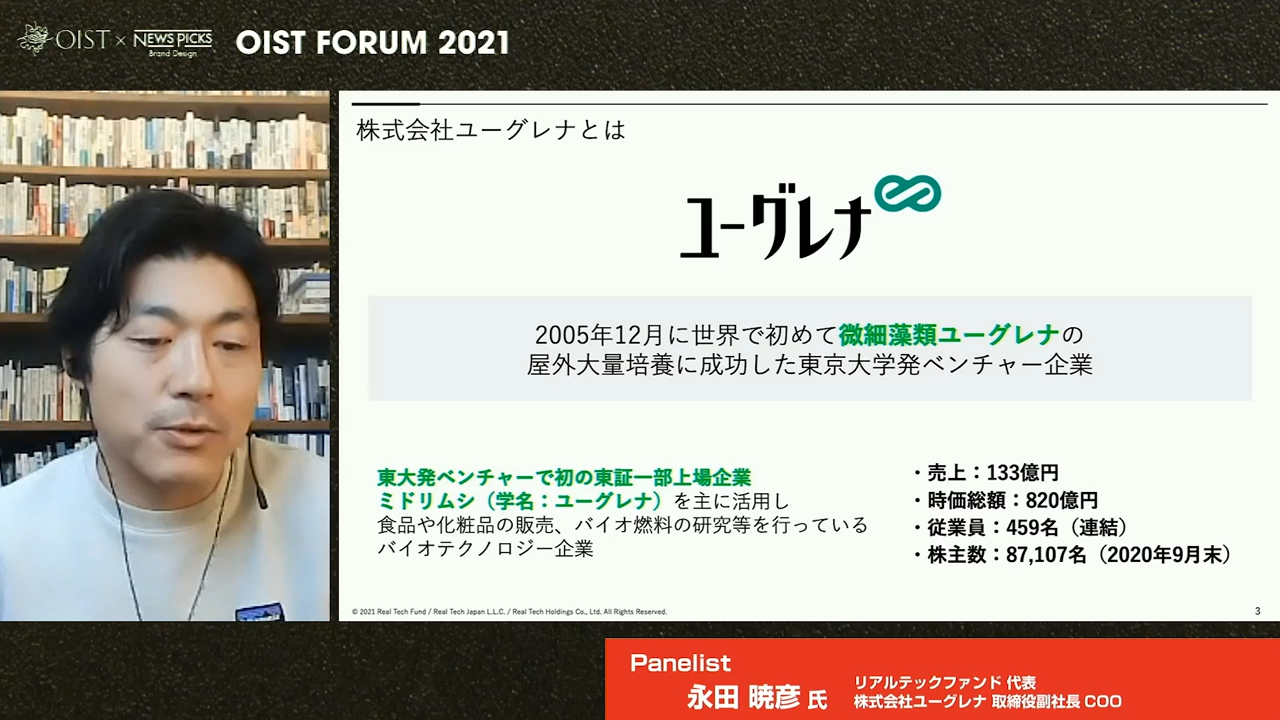 OIST × NEWSPICKS
Brand Design
OIST FORUM 2021
株式会社ユーグレナとは
ユーグレナ
2005年12月に世界で初めて微細藻類ユーグレナの
屋外大量培養に成功した東京大学発ベンチャー企業
東大発ベンチャーで初の東証一部上場企業
ミドリムシ（学名：ユーグレナ）を主に活用し
食品や化粧品の販売、バイオ燃料の研究等を行っている
バイオテクノロジー企業
・売上：133億円
・時価総額：820億円
・従業員：459名（連結）
・株主数：87,107名（2020年9月末）
© 2021 Real Tech Fund / Real Tech Japan L.L.C. / Real Tech Holdings Co., Ltd. All Rights Reserved.
3
Panelist
永田 暁彦 氏
リアルテックファンド 代表
株式会社ユーグレナ 取締役副社長 COO